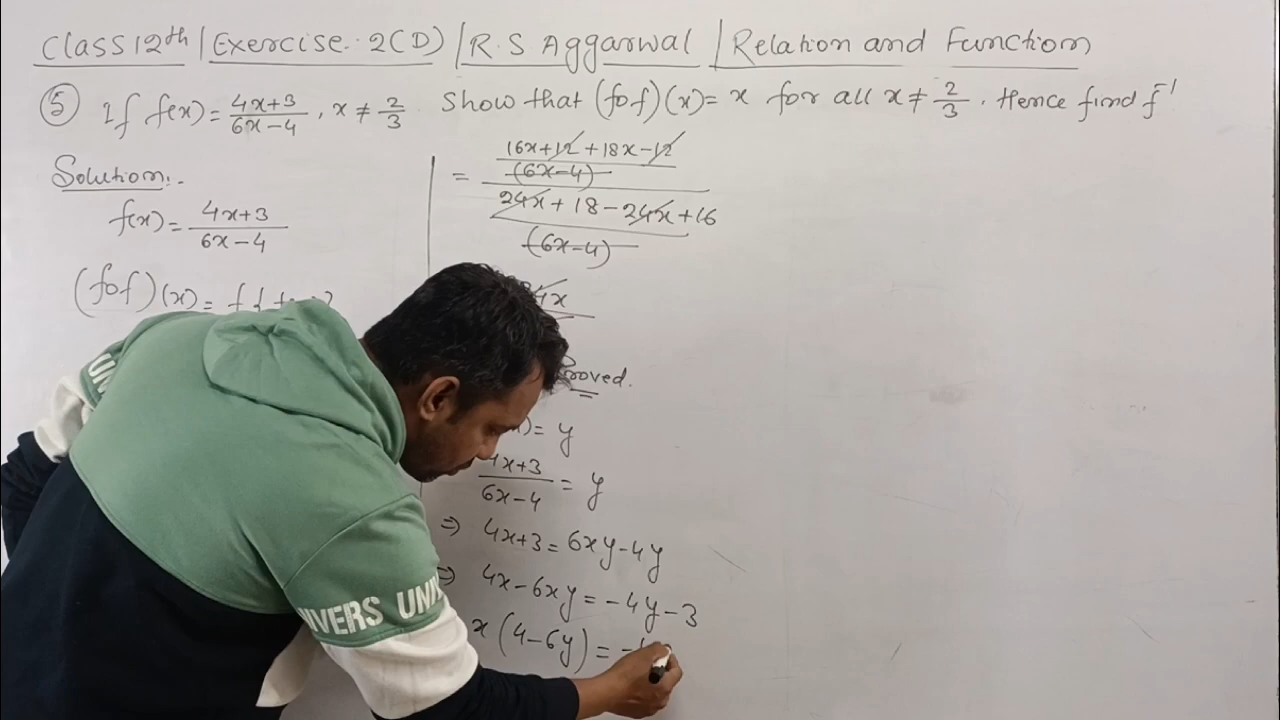 Class 12th | Exercise: 2(D) | R.S Aggarwal | Relation and Function
⑤ If f(x) = (4x+3)/(6x-4), x ≠ 2/3 Show that (fof)(x) = x for all x ≠ 2/3. Hence find f⁻¹
Solution:-
f(x) = (4x+3)/(6x-4)
(fof)(x) = f{
= ((16x+12+18x-12)/(6x-4))/((24x+18-24x+16)/(6x-4))
4x
roved.
) = y
(4x+3)/(6x-4) = y
⇒ 4x+3 = 6xy-4y
⇒ 4x-6xy = -4y-3
x(4-6y) = -4
UNIVERS UNI